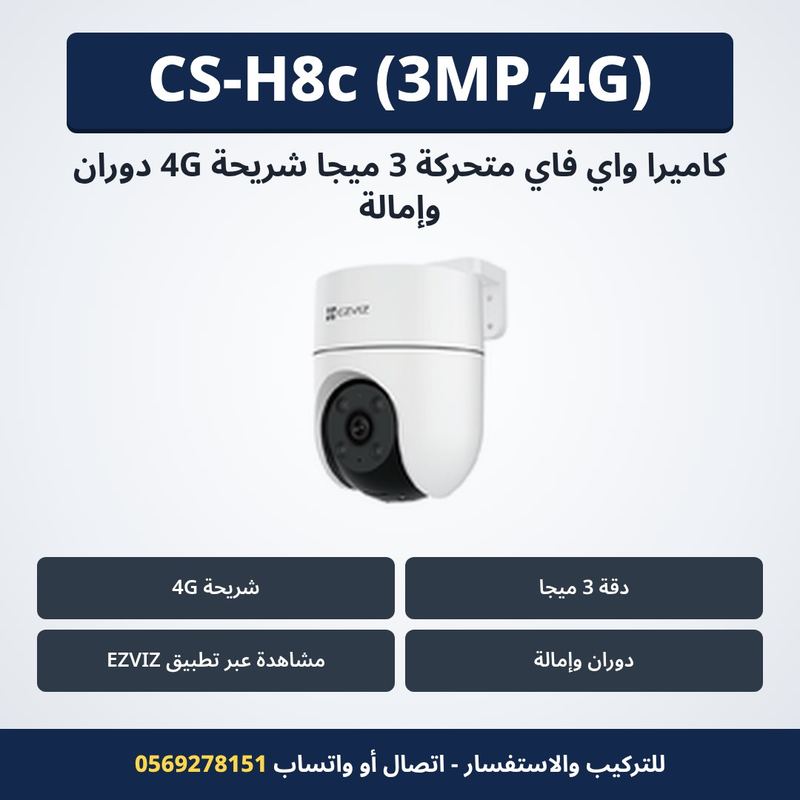 CS-H8c (3MP,4G)
كاميرا واي فاي متحركة 3 ميجا شريحة 4G دوران
وإمالة
EZVIZ
دقة 3 ميجا
شريحة 4G
دوران وإمالة
مشاهدة عبر تطبيق EZVIZ
للتركيب والاستفسار - اتصال أو واتساب 0569278151